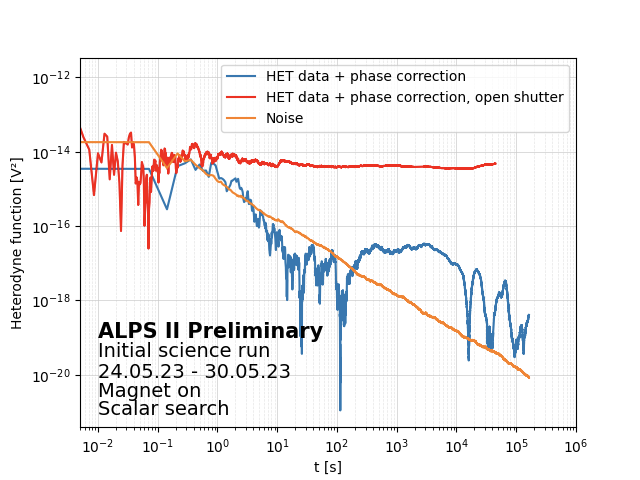 HET data + phase correction
HET data + phase correction, open shutter
Noise
Heterodyne function [V²]
10⁻¹²
10⁻¹⁴
10⁻¹⁶
10⁻¹⁸
10⁻²⁰
ALPS II Preliminary
Initial science run
24.05.23 - 30.05.23
Magnet on
Scalar search
10⁻² 10⁻¹ 10⁰ 10¹ 10² 10³ 10⁴ 10⁵ 10⁶
t [s]